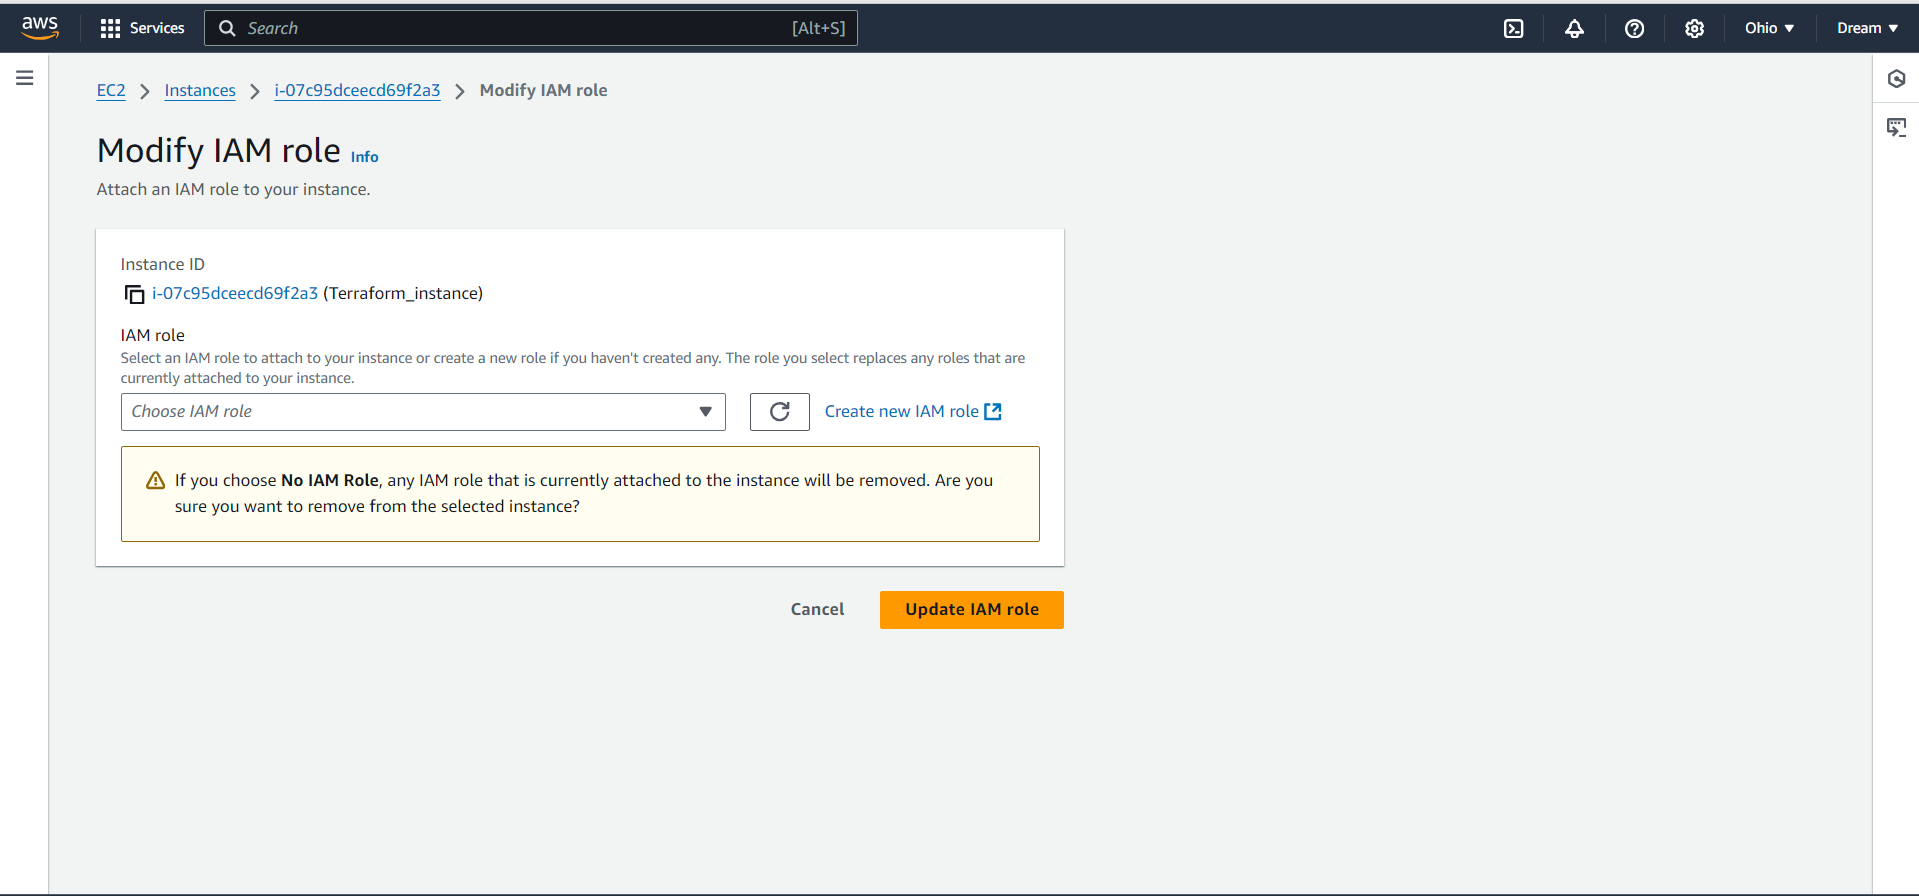 aws Services Search [Alt+S] Ohio Dream
EC2 Instances i-07c95dceecd69f2a3 Modify IAM role
Modify IAM role Info
Attach an IAM role to your instance.
Instance ID
i-07c95dceecd69f2a3 (Terraform_instance)
IAM role
Select an IAM role to attach to your instance or create a new role if you haven't created any. The role you select replaces any roles that are
currently attached to your instance.
Choose IAM role Create new IAM role
If you choose No IAM Role, any IAM role that is currently attached to the instance will be removed. Are you
sure you want to remove from the selected instance?
Cancel Update IAM role